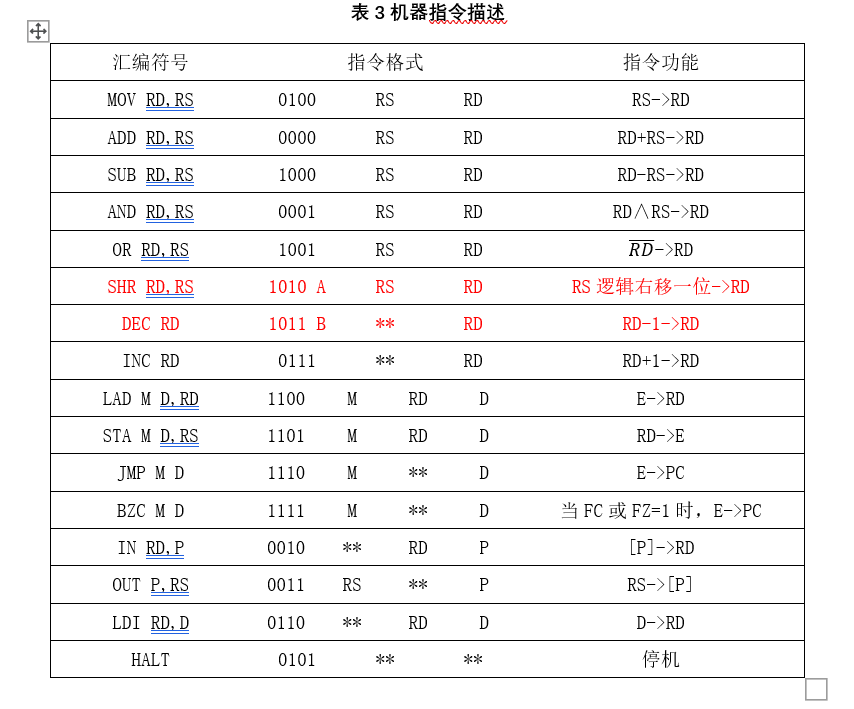 表 3 机器指令描述
汇编符号 指令格式 指令功能
MOV RD,RS 0100 RS RD RS->RD
ADD RD,RS 0000 RS RD RD+RS->RD
SUB RD,RS 1000 RS RD RD-RS->RD
AND RD,RS 0001 RS RD RD∧RS->RD
OR RD,RS 1001 RS RD R̅D̅->RD
SHR RD,RS 1010 A RS RD RS 逻辑右移一位->RD
DEC RD 1011 B ** RD RD-1->RD
INC RD 0111 ** RD RD+1->RD
LAD M D,RD 1100 M RD D E->RD
STA M D,RS 1101 M RD D RD->E
JMP M D 1110 M ** D E->PC
BZC M D 1111 M ** D 当 FC 或 FZ=1 时，E->PC
IN RD,P 0010 ** RD P [P]->RD
OUT P,RS 0011 RS ** P RS->[P]
LDI RD,D 0110 ** RD D D->RD
HALT 0101 ** ** 停机